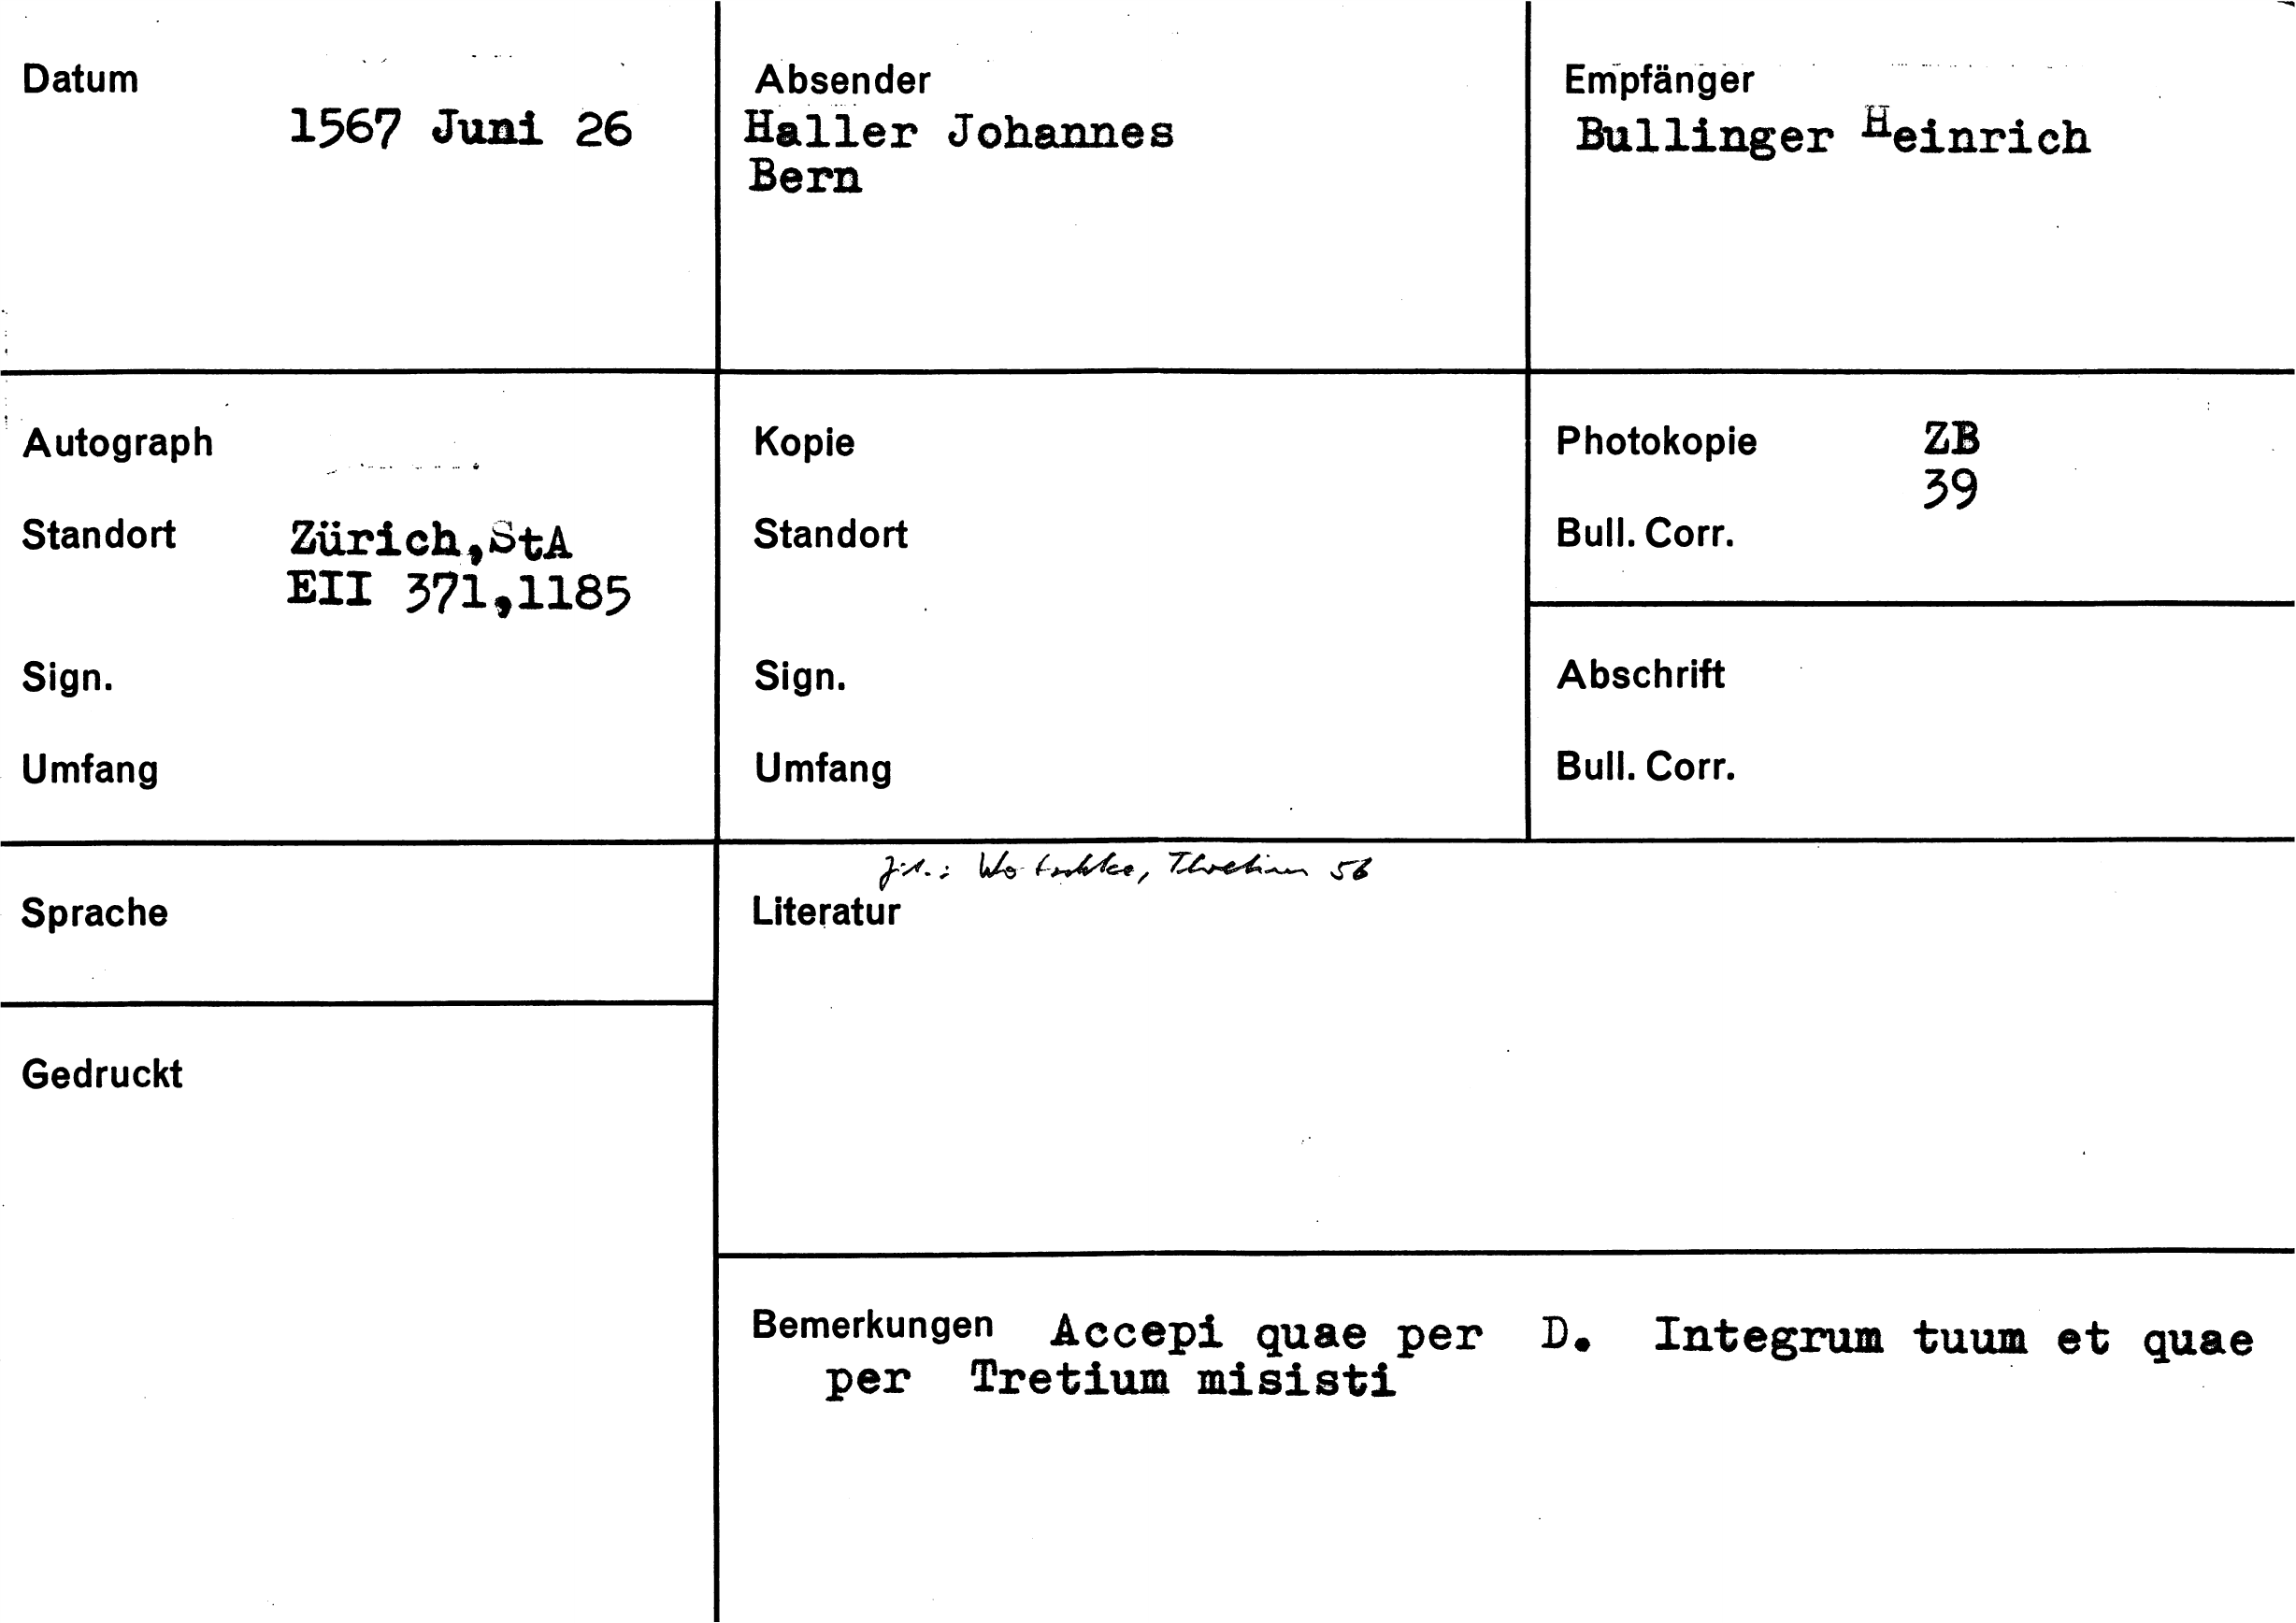 Datum
1567 Juni 26
Absender
Haller Johannes
Bern
Empfänger
Bullinger Heinrich
Autograph
Standort Zürich,StA
EII 371,1185
Sign.
Umfang
Kopie
Standort
Sign.
Umfang
Photokopie ZB
39
Bull. Corr.
Abschrift
Bull. Corr.
Sprache
zit.: Wotschke, Thretius 56
Literatur
Gedruckt
Bemerkungen Accepi quae per D. Integrum tuum et quae
per Tretium misisti